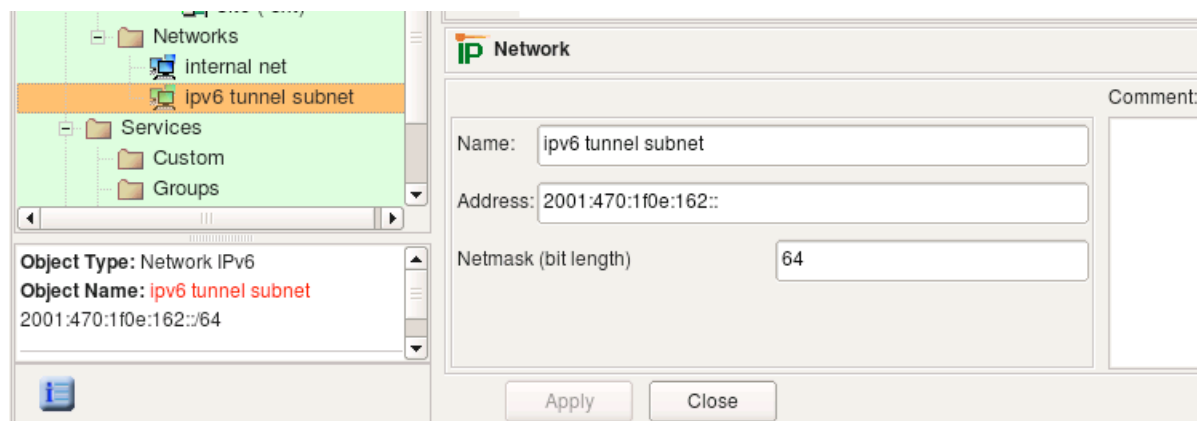 Networks
internal net
ipv6 tunnel subnet
Services
Custom
Groups
Object Type: Network IPv6
Object Name: ipv6 tunnel subnet
2001:470:1f0e:162::/64
i
IP Network
Comment:
Name: ipv6 tunnel subnet
Address: 2001:470:1f0e:162::
Netmask (bit length) 64
Apply Close